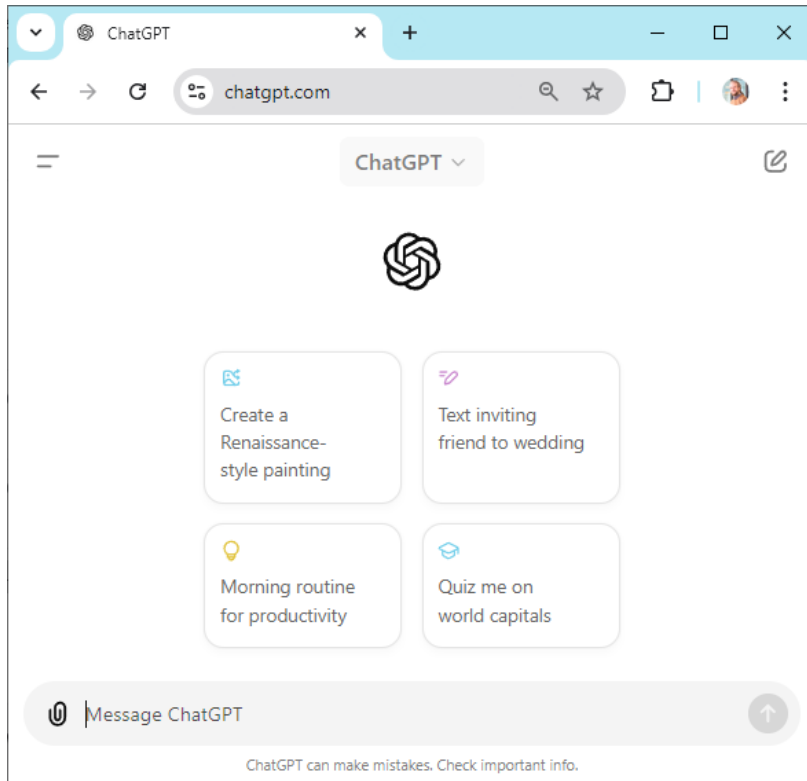 ChatGPT
chatgpt.com
ChatGPT
Create a
Renaissance-
style painting
Text inviting
friend to wedding
Morning routine
for productivity
Quiz me on
world capitals
Message ChatGPT
ChatGPT can make mistakes. Check important info.